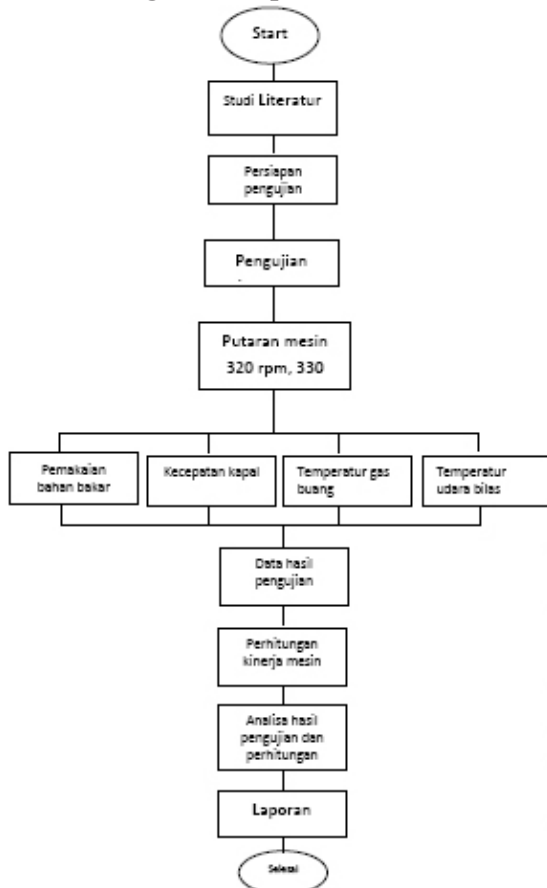 Start
Studi Literatur
Persiapan
pengujian
Pengujian
Putaran mesin
320 rpm, 330
Pemakaian
bahan bakar
Kecepatan kapal
Temperatur gas
buang
Temperatur
udara bilas
Data hasil
pengujian
Perhitungan
kinerja mesin
Analisa hasil
pengujian dan
perhitungan
Laporan
Selesai